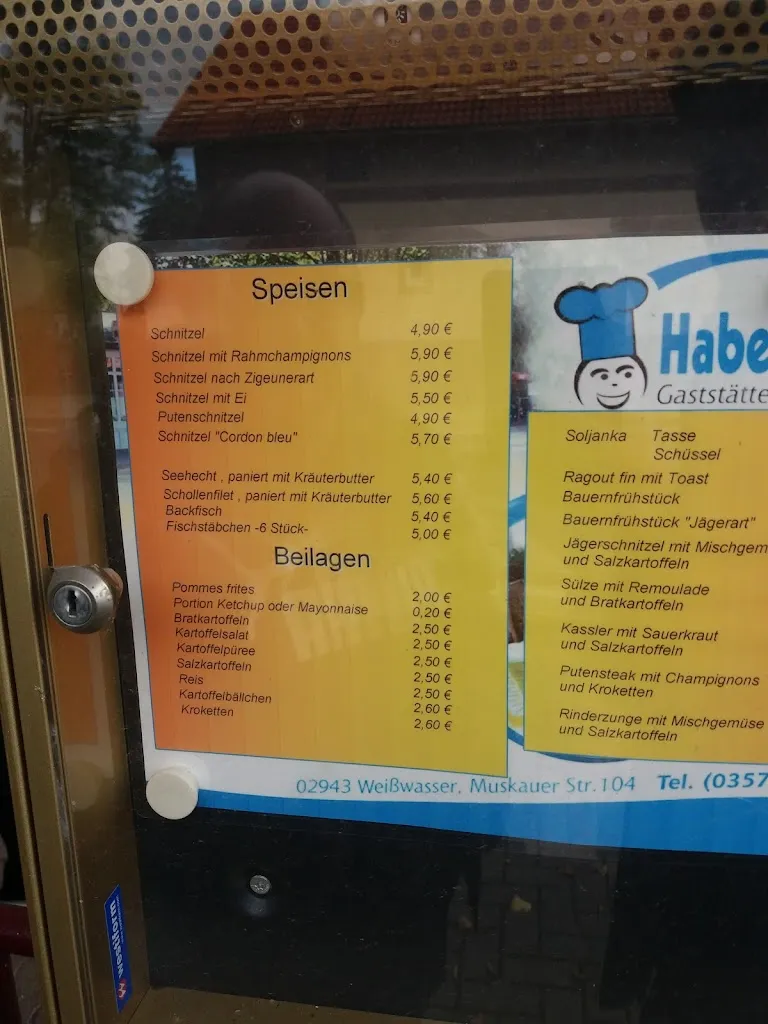 Speisen
Schnitzel 4,90 €
Schnitzel mit Rahmchampignons 5,90 €
Schnitzel nach Zigeunerart 5,90 €
Schnitzel mit Ei 5,50 €
Putenschnitzel 4,90 €
Schnitzel "Cordon bleu" 5,70 €
Seehecht , paniert mit Kräuterbutter 5,40 €
Schollenfilet , paniert mit Kräuterbutter 5,60 €
Backfisch 5,40 €
Fischstäbchen -6 Stück- 5,00 €
Beilagen
Pommes frites 2,00 €
Portion Ketchup oder Mayonnaise 0,20 €
Bratkartoffeln 2,50 €
Kartoffelsalat 2,50 €
Kartoffelpüree 2,50 €
Salzkartoffeln 2,50 €
Reis 2,50 €
Kartoffelbällchen 2,60 €
Kroketten 2,60 €
Habe
Gaststätte
Soljanka Tasse
Schüssel
Ragout fin mit Toast
Bauernfrühstück
Bauernfrühstück "Jägerart"
Jägerschnitzel mit Mischgem
und Salzkartoffeln
Sülze mit Remoulade
und Bratkartoffeln
Kassler mit Sauerkraut
und Salzkartoffeln
Putensteak mit Champignons
und Kroketten
Rinderzunge mit Mischgemüse
und Salzkartoffeln
02943 Weißwasser, Muskauer Str.104 Tel. (0357
westform